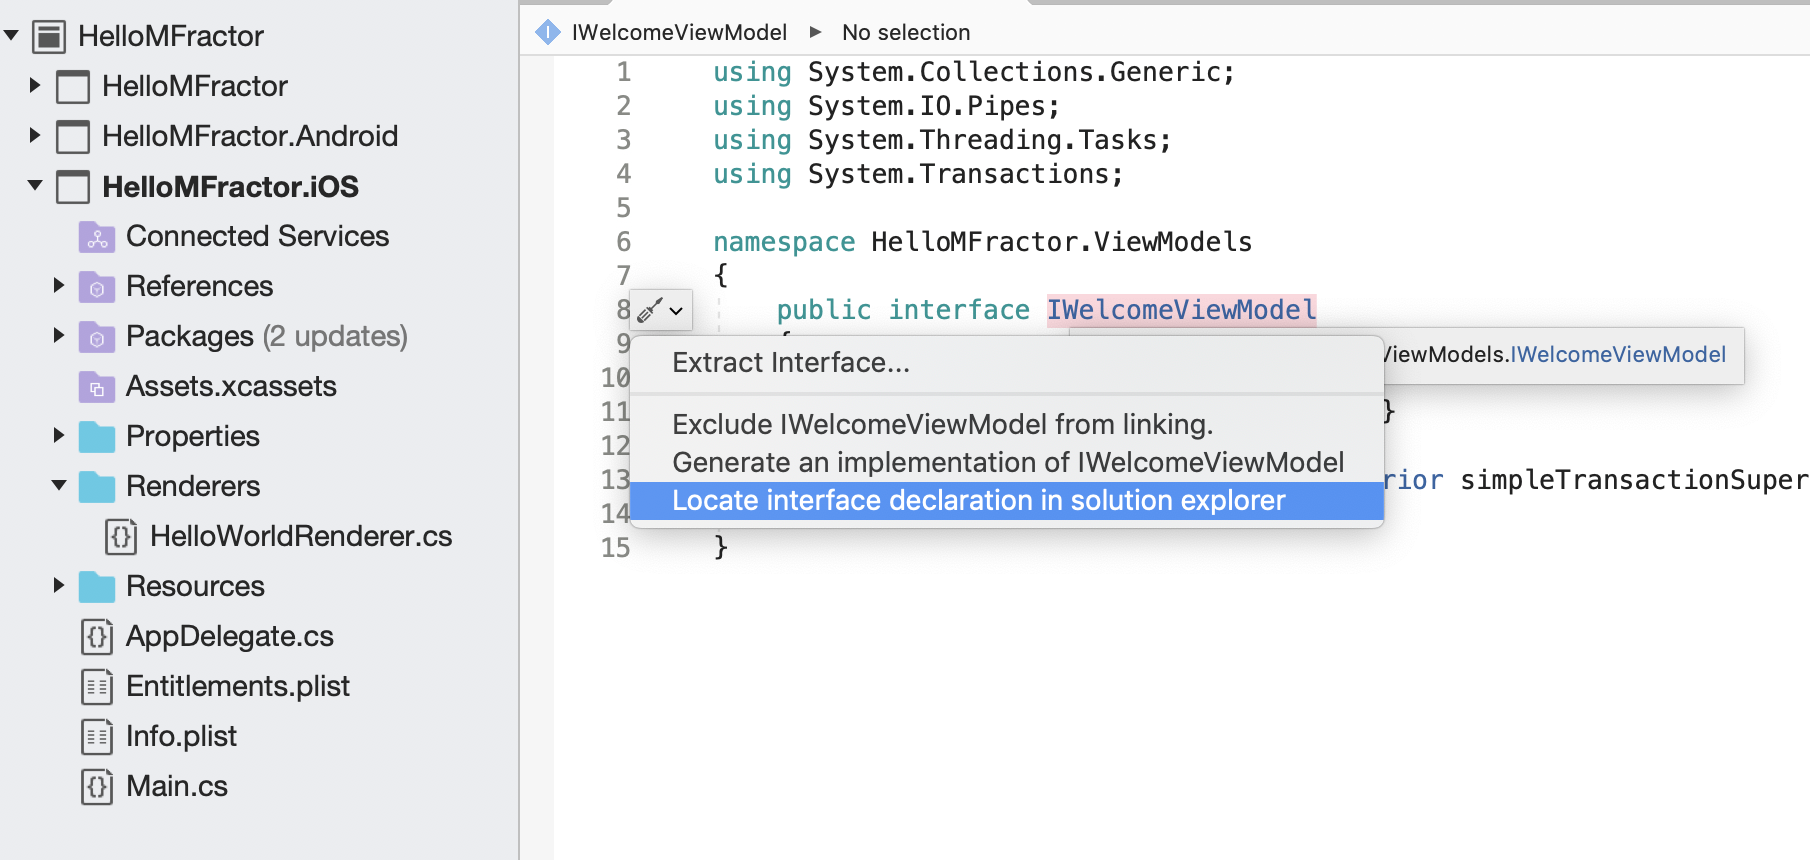 HelloMFractor
HelloMFractor
HelloMFractor.Android
HelloMFractor.iOS
Connected Services
References
Packages (2 updates)
Assets.xcassets
Properties
Renderers
HelloWorldRenderer.cs
Resources
AppDelegate.cs
Entitlements.plist
Info.plist
Main.cs
IWelcomeViewModel ▶ No selection
1 using System.Collections.Generic;
2 using System.IO.Pipes;
3 using System.Threading.Tasks;
4 using System.Transactions;
5
6 namespace HelloMFractor.ViewModels
7 {
8 public interface IWelcomeViewModel
9
ViewModels.IWelcomeViewModel
Extract Interface...
10
11 }
Exclude IWelcomeViewModel from linking.
12
Generate an implementation of IWelcomeViewModel
13 rior simpleTransactionSuper
Locate interface declaration in solution explorer
14
15 }